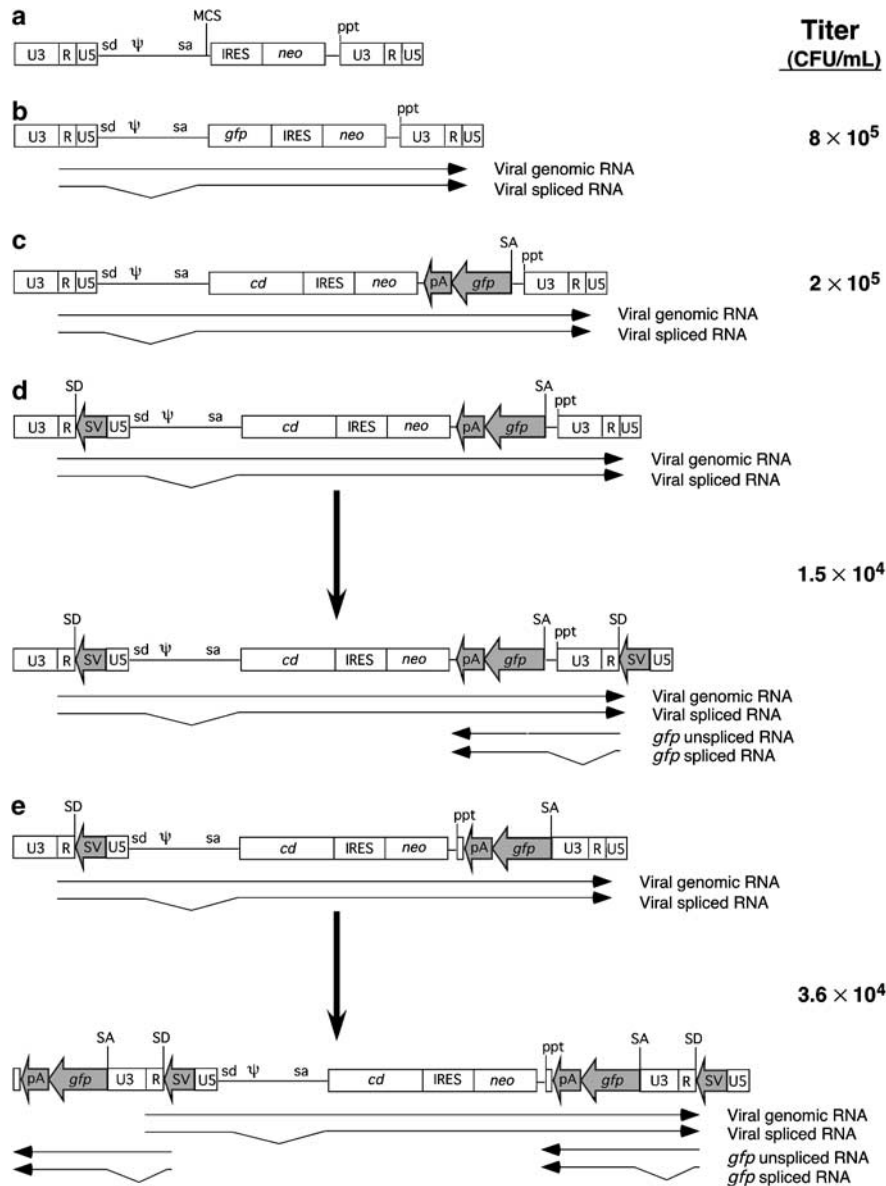 a
MCS
Titer
(CFU/mL)
sd ψ sa ppt
U3 R U5 IRES neo U3 R U5
b
ppt
sd ψ sa
U3 R U5 gfp IRES neo U3 R U5
8 × 10⁵
Viral genomic RNA
Viral spliced RNA
c
SA
sd ψ sa ppt
U3 R U5 cd IRES neo pA gfp U3 R U5
2 × 10⁵
Viral genomic RNA
Viral spliced RNA
d
SD SA
sd ψ sa ppt
U3 R SV U5 cd IRES neo pA gfp U3 R U5
Viral genomic RNA
Viral spliced RNA
1.5 × 10⁴
SD SA SD
sd ψ sa ppt
U3 R SV U5 cd IRES neo pA gfp U3 R SV U5
Viral genomic RNA
Viral spliced RNA
gfp unspliced RNA
gfp spliced RNA
e
SD ppt SA
sd ψ sa
U3 R SV U5 cd IRES neo pA gfp U3 R U5
Viral genomic RNA
Viral spliced RNA
3.6 × 10⁴
SA SD SA SD
sd ψ sa ppt
pA gfp U3 R SV U5 cd IRES neo pA gfp U3 R SV U5
Viral genomic RNA
Viral spliced RNA
gfp unspliced RNA
gfp spliced RNA